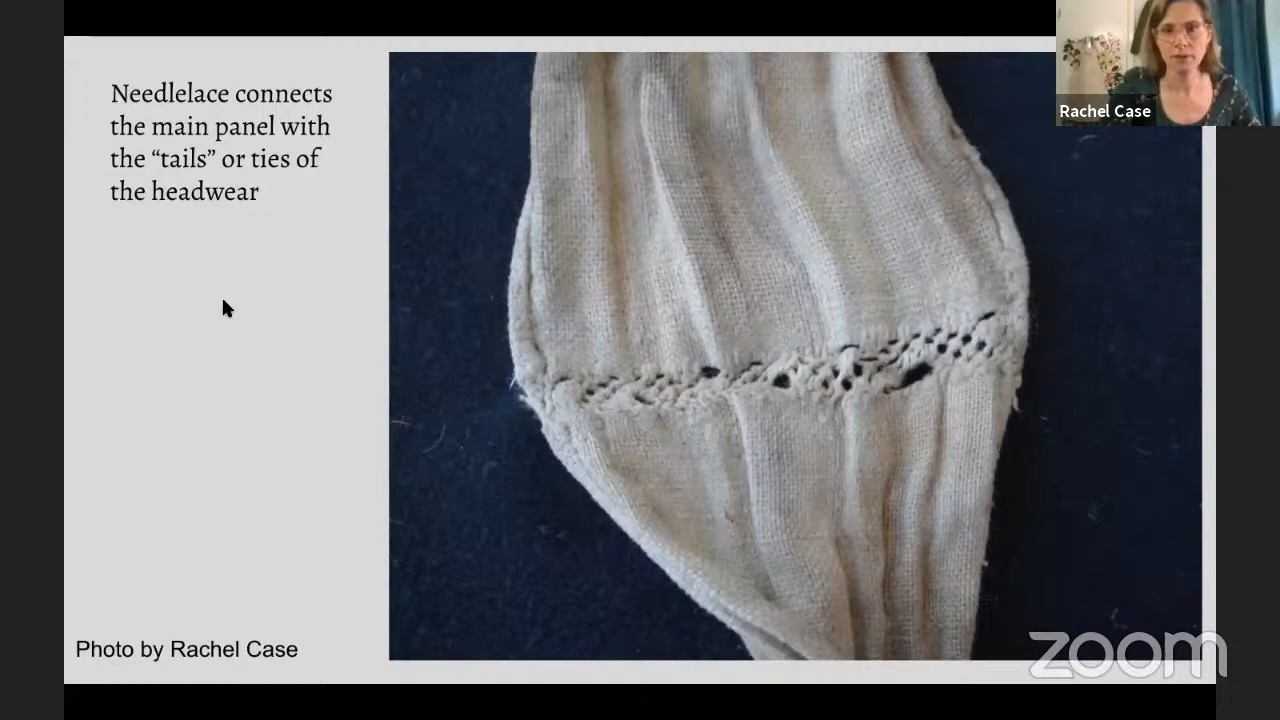 Needlelace connects
the main panel with
the “tails” or ties of
the headwear
Rachel Case
Photo by Rachel Case
zoom